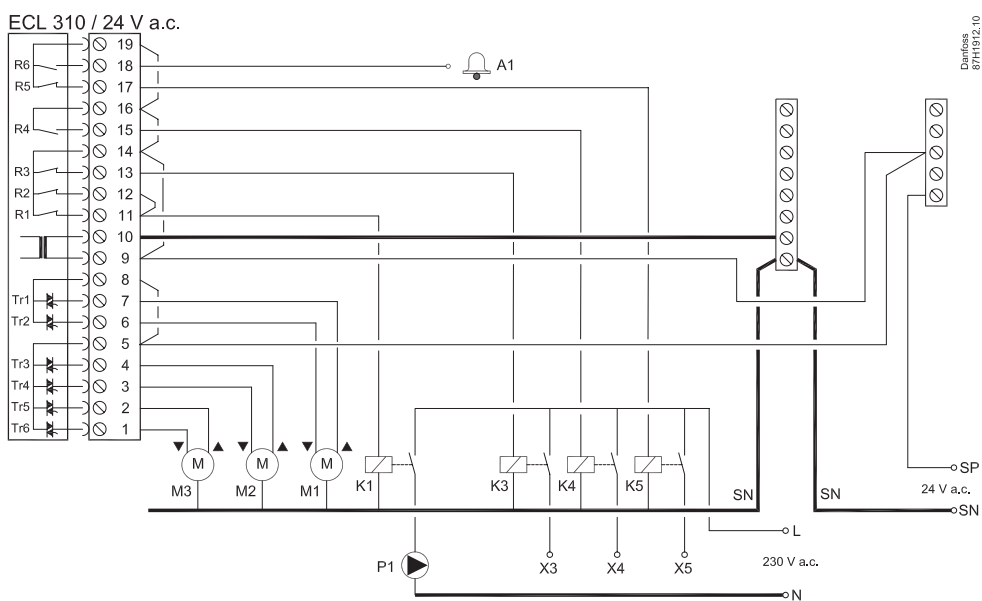 ECL 310 / 24 V a.c.
Danfoss
87H1912.10
19
R6 18 A1
R5 17
16
R4 15
14
R3 13
R2 12
R1 11
10
9
8
Tr1 7
Tr2 6
5
Tr3 4
Tr4 3
Tr5 2
Tr6 1
M M M
SP
M3 M2 M1 K1 K3 K4 K5 SN SN 24 V a.c.
SN
L
P1 X3 X4 X5 230 V a.c.
N